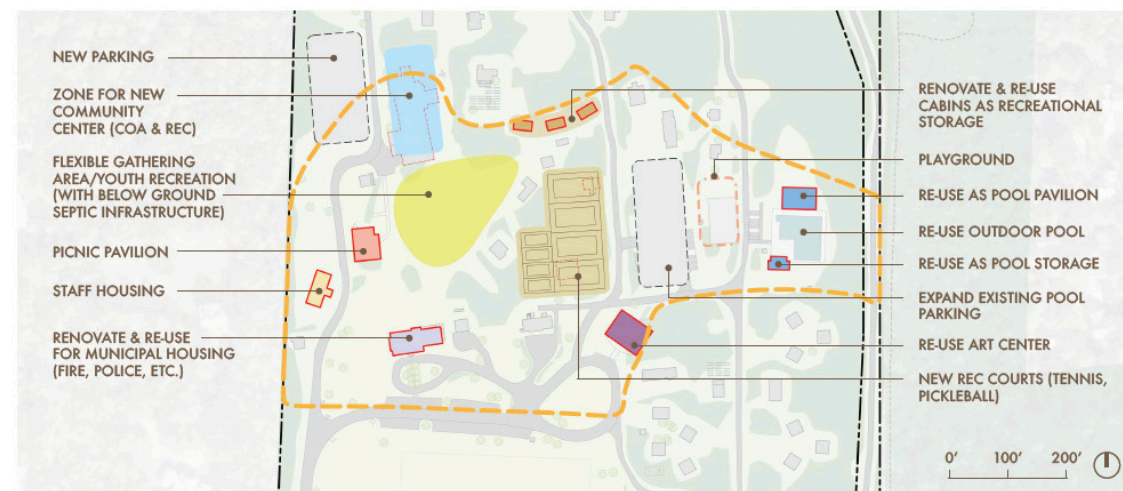 NEW PARKING
ZONE FOR NEW
COMMUNITY
CENTER (COA & REC)
FLEXIBLE GATHERING
AREA/YOUTH RECREATION
(WITH BELOW GROUND
SEPTIC INFRASTRUCTURE)
PICNIC PAVILION
STAFF HOUSING
RENOVATE & RE-USE
FOR MUNICIPAL HOUSING
(FIRE, POLICE, ETC.)
RENOVATE & RE-USE
CABINS AS RECREATIONAL
STORAGE
PLAYGROUND
RE-USE AS POOL PAVILION
RE-USE OUTDOOR POOL
RE-USE AS POOL STORAGE
EXPAND EXISTING POOL
PARKING
RE-USE ART CENTER
NEW REC COURTS (TENNIS,
PICKLEBALL)
0' 100' 200'